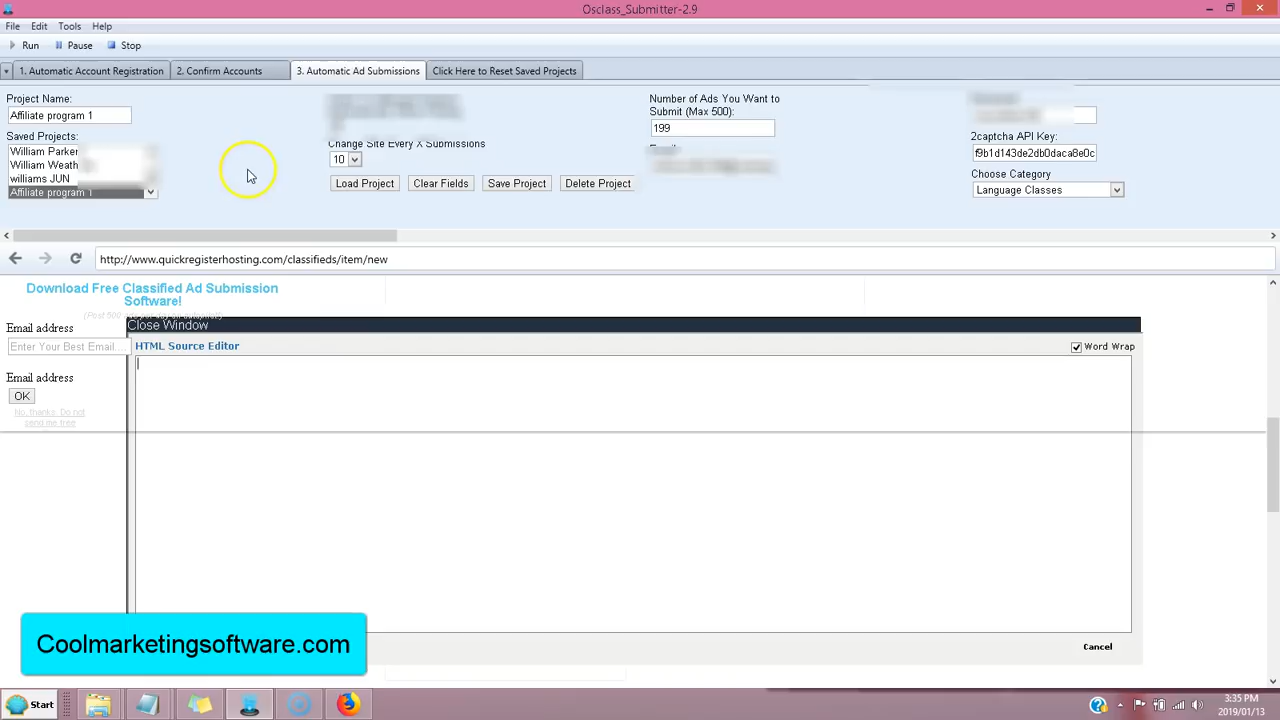 Osclass_Submitter-2.9
File Edit Tools Help
Run Pause Stop
1. Automatic Account Registration 2. Confirm Accounts 3. Automatic Ad Submissions Click Here to Reset Saved Projects
Project Name:
Affiliate program 1
Saved Projects:
William Parker
William Weath
williams JUN
Affiliate program 1
Change Site Every X Submissions
10
Load Project Clear Fields Save Project Delete Project
Number of Ads You Want to
Submit (Max 500):
199
2captcha API Key:
f9b1d143de2db0daca8e0c
Choose Category
Language Classes
http://www.quickregisterhosting.com/classifieds/item/new
Download Free Classified Ad Submission
Software!
Email address
Enter Your Best Email....
Email address
OK
No, thanks. Do not
send me free
Close Window
HTML Source Editor
Word Wrap
Cancel
Coolmarketingsoftware.com
Start
3:35 PM
2019/01/13